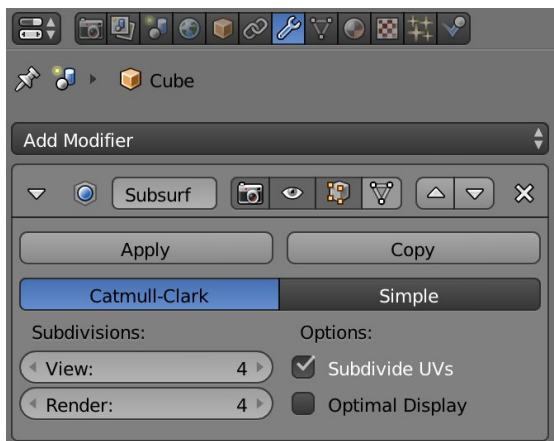 Cube
Add Modifier
Subsurf
Apply Copy
Catmull-Clark Simple
Subdivisions: Options:
View: 4 Subdivide UVs
Render: 4 Optimal Display